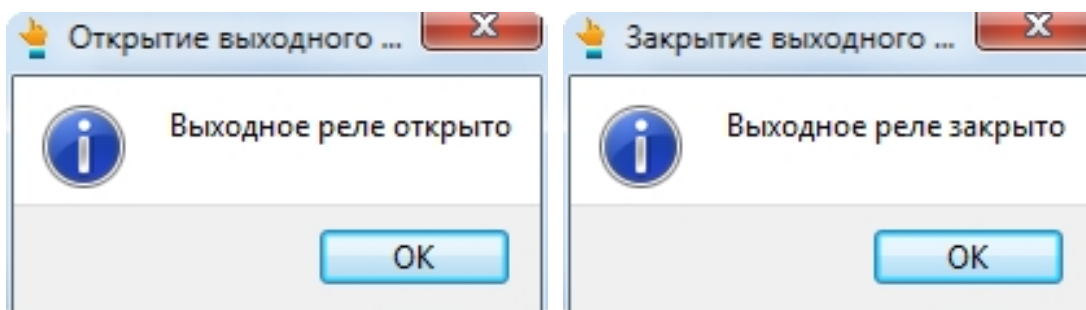 Открытие выходного ...
Выходное реле открыто
OK
Закрытие выходного ...
Выходное реле закрыто
OK